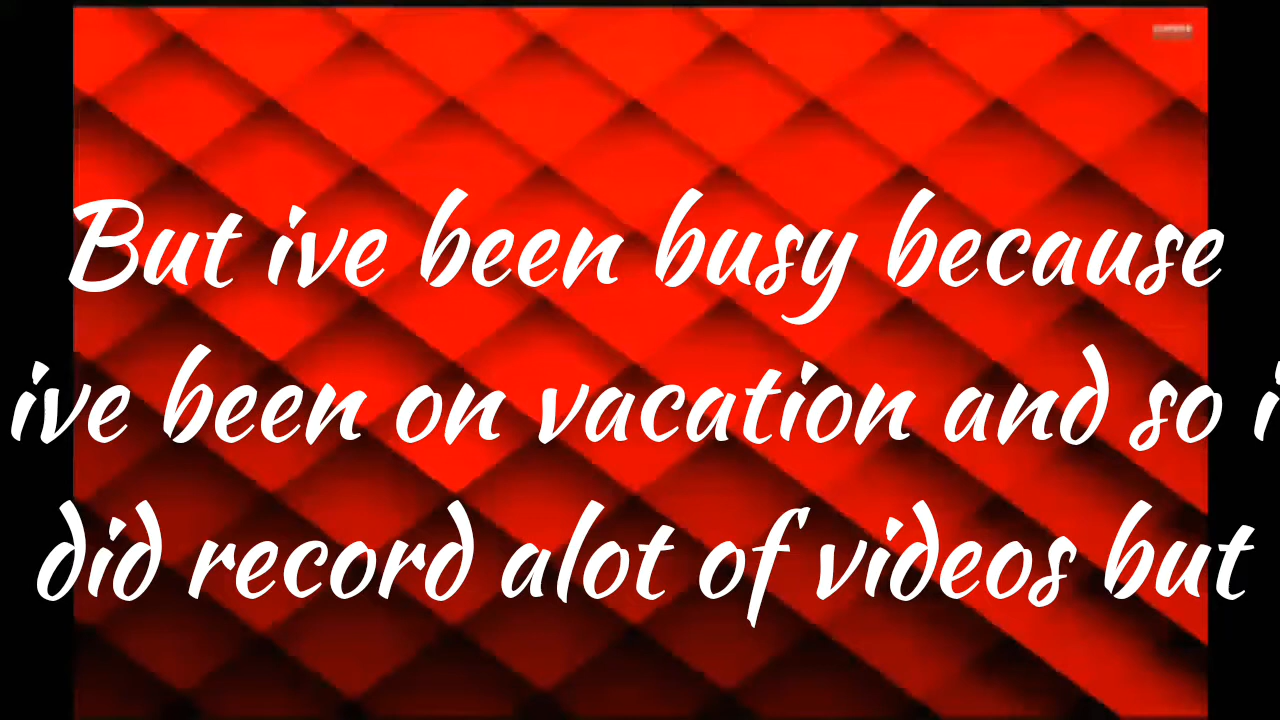 But ive been busy because
ive been on vacation and so i
did record alot of videos but